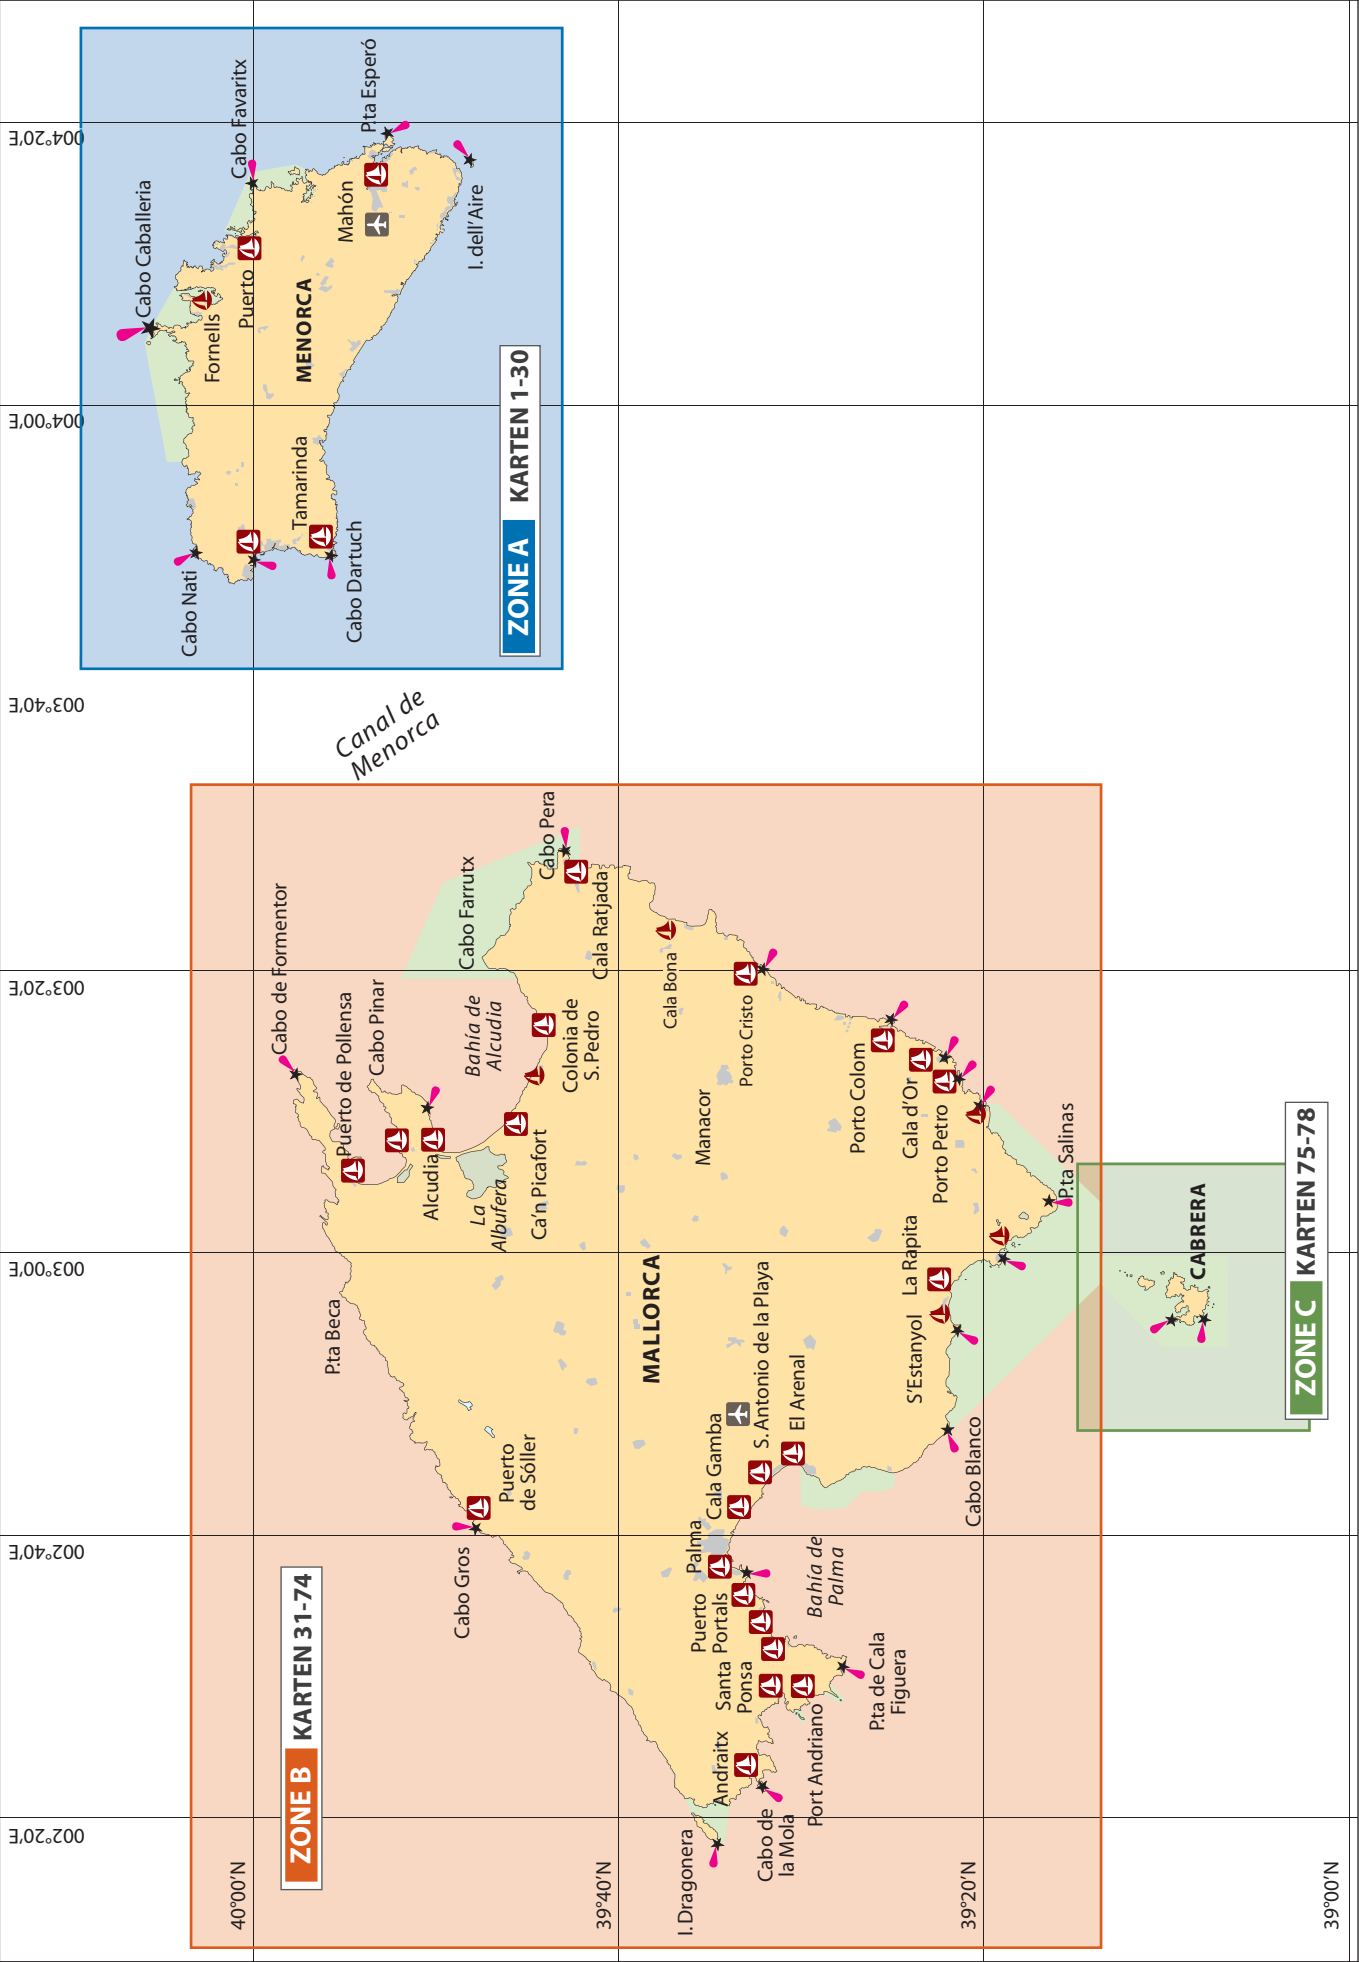 004°20'E
004°00'E
003°40'E
003°20'E
003°00'E
002°40'E
002°20'E
40°00'N
39°40'N
39°20'N
39°00'N
Cabo Caballeria
Cabo Favaritx
P.ta Esperó
Fornells
Puerto
Mahón
I. dell'Aire
MENORCA
Cabo Nati
Tamarinda
Cabo Dartuch
ZONE A KARTEN 1-30
Canal de
Menorca
ZONE B KARTEN 31-74
Cabo de Formentor
Puerto de Pollensa
Cabo Pinar
Alcudia
Bahía de
Alcudia
La
Albufera
Ca'n Picafort
Colonia de
S. Pedro
Cabo Farrutx
Cabo Pera
Cala Ratjada
Cala Bona
Porto Cristo
Manacor
Porto Colom
Cala d'Or
Porto Petro
P.ta Salinas
La Rapita
S'Estanyol
Cabo Blanco
P.ta Beca
MALLORCA
Puerto
de Sóller
Cabo Gros
El Arenal
S. Antonio de la Playa
Cala Gamba
Palma
Bahía de
Palma
Puerto
Portals
Santa
Ponsa
P.ta de Cala
Figuera
Port Andriano
Andraitx
Cabo de
la Mola
I. Dragonera
CABRERA
ZONE C KARTEN 75-78